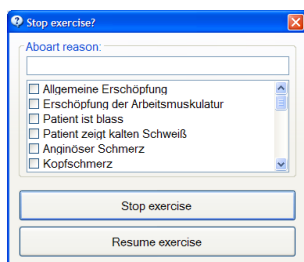 Stop exercise?
Aboart reason:
Allgemeine Erschöpfung
Erschöpfung der Arbeitsmuskulatur
Patient ist blass
Patient zeigt kalten Schweiß
Anginöser Schmerz
Kopfschmerz
Stop exercise
Resume exercise